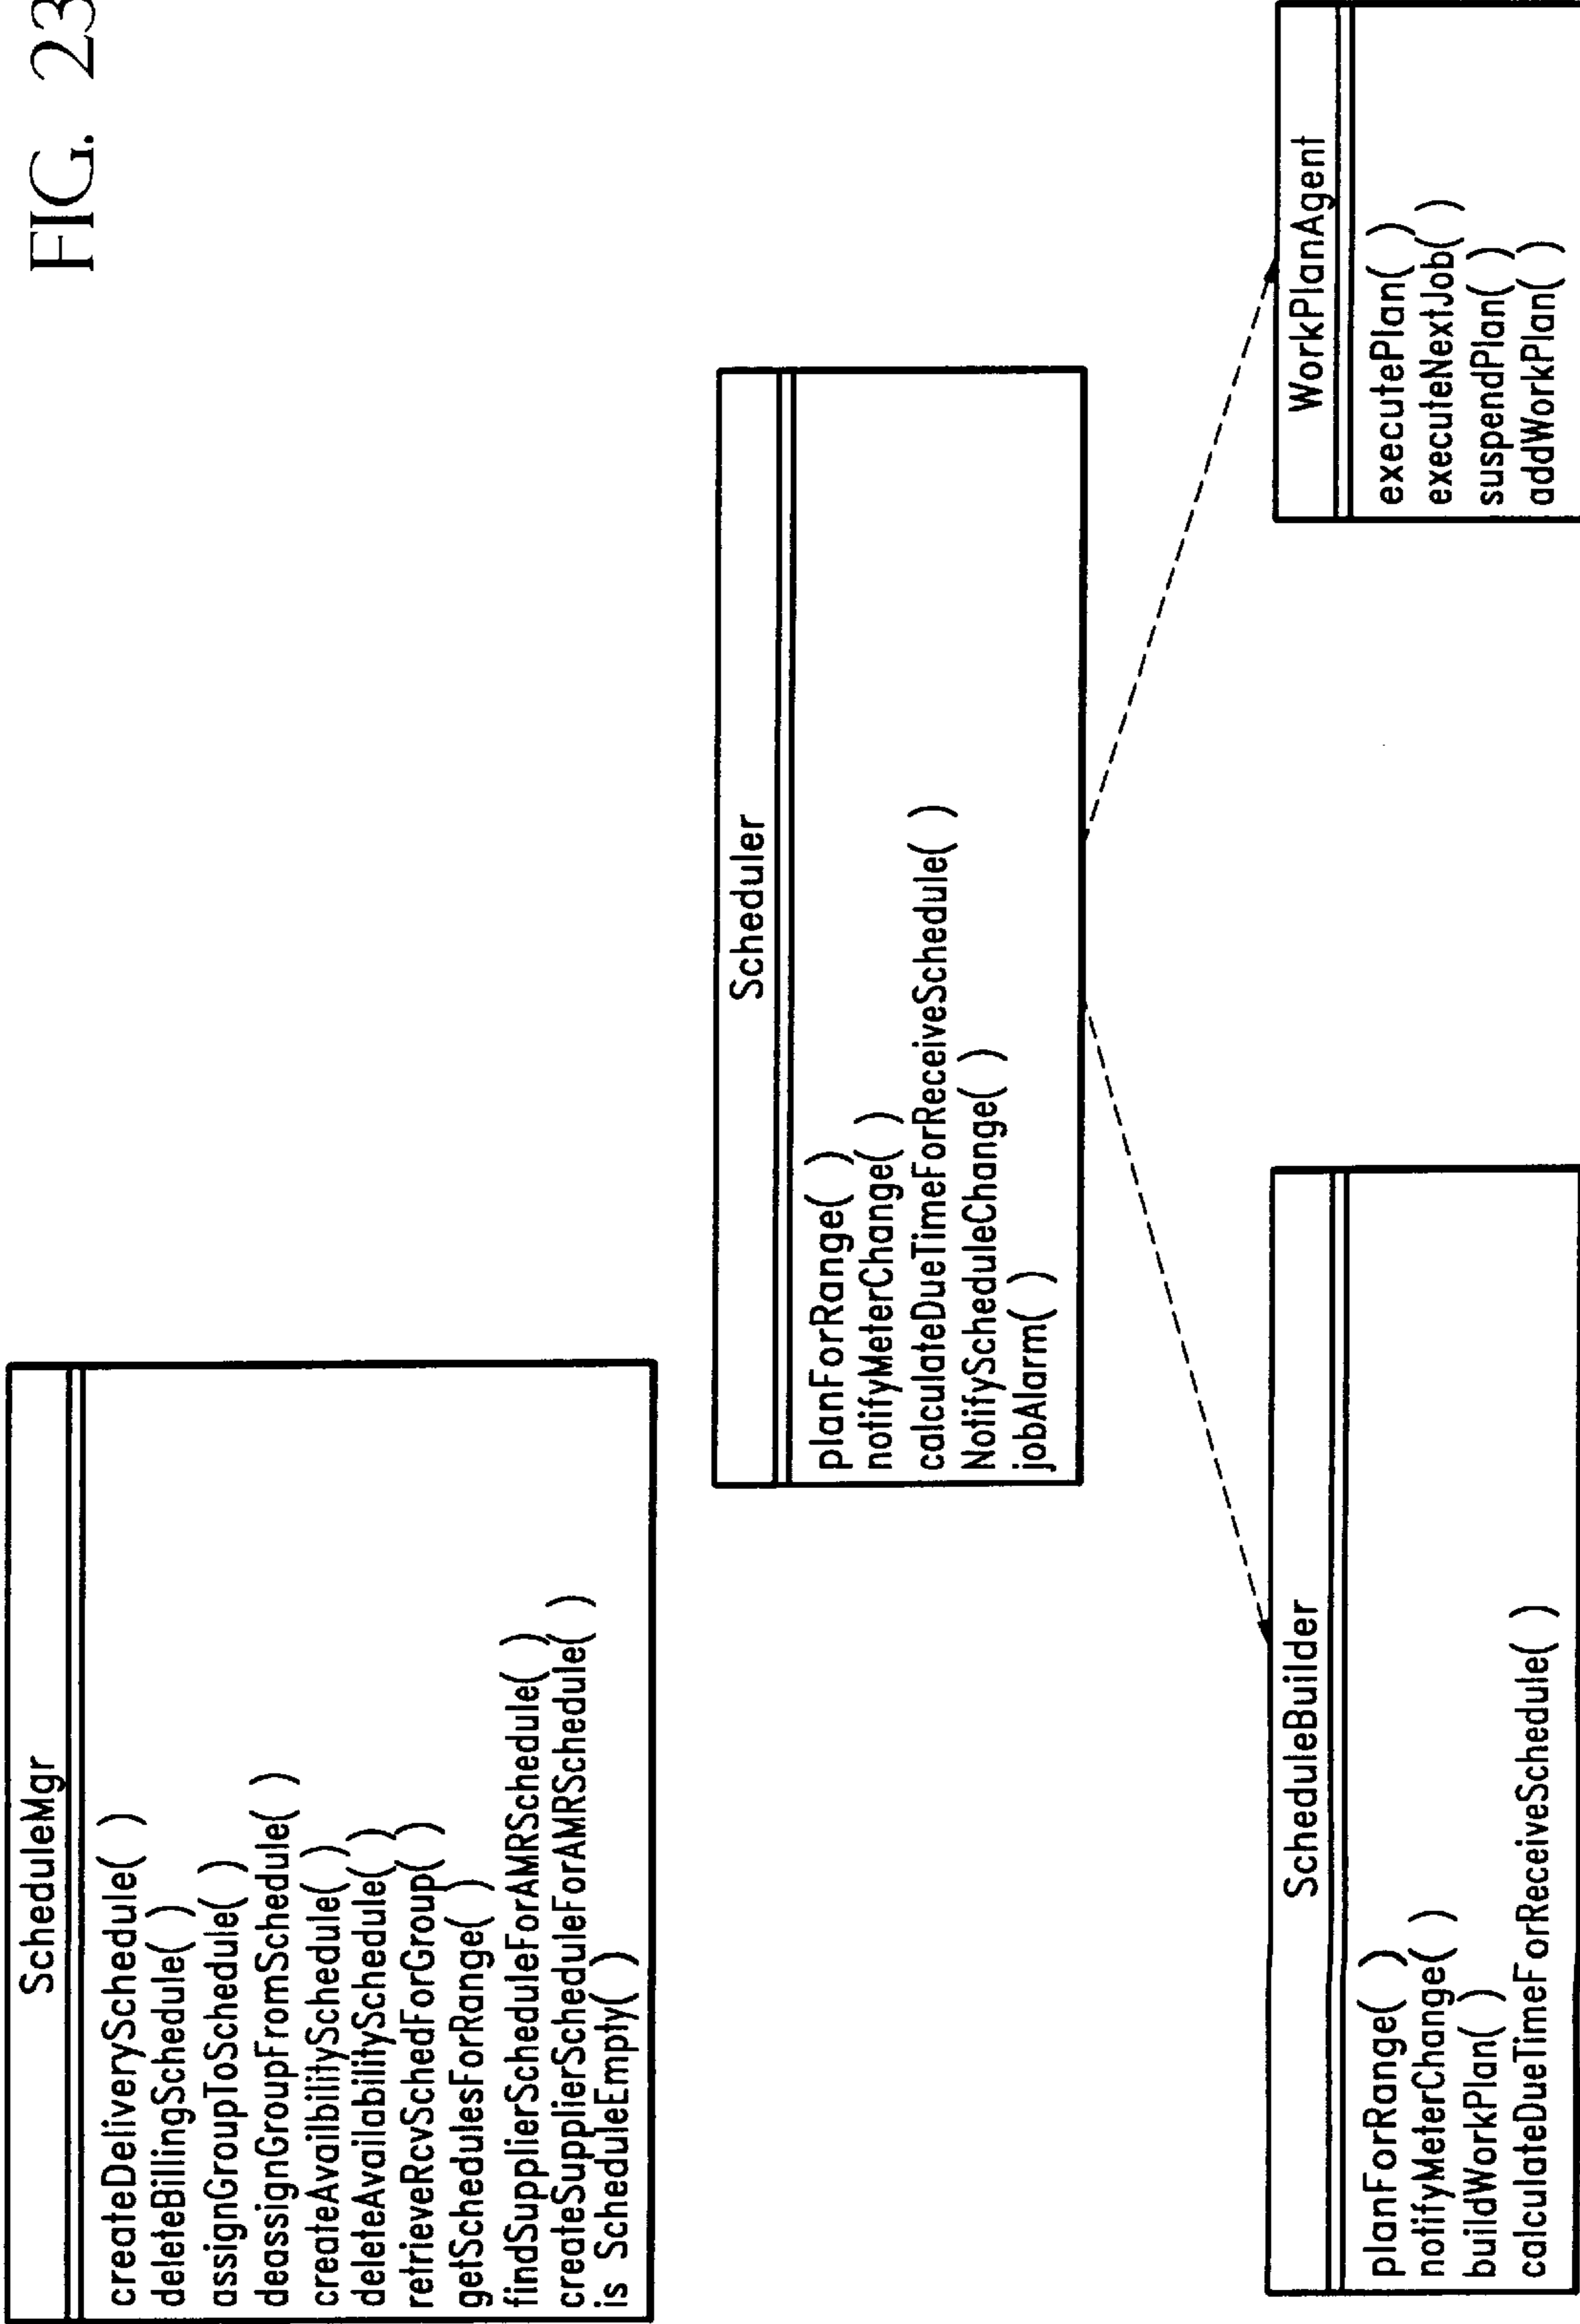 FIG. 23
ScheduleMgr
createDeliverySchedule( )
deleteBillingSchedule( )
assignGroupToSchedule( )
deassignGroupFromSchedule( )
createAvailbilitySchedule( )
deleteAvailabilitySchedule( )
retrieveRcvSchedForGroup( )
getSchedulesForRange( )
findSupplierScheduleForAMRSchedule( )
createSupplierScheduleForAMRSchedule( )
is ScheduleEmpty( )
Scheduler
planForRange( )
notifyMeterChange( )
calculateDueTimeForReceiveSchedule( )
NotifyScheduleChange( )
jobAlarm( )
ScheduleBuilder
planForRange( )
notifyMeterChange( )
buildWorkPlan( )
calculateDueTimeForReceiveSchedule( )
WorkPlanAgent
executePlan( )
executeNextJob( )
suspendPlan( )
addWorkPlan( )